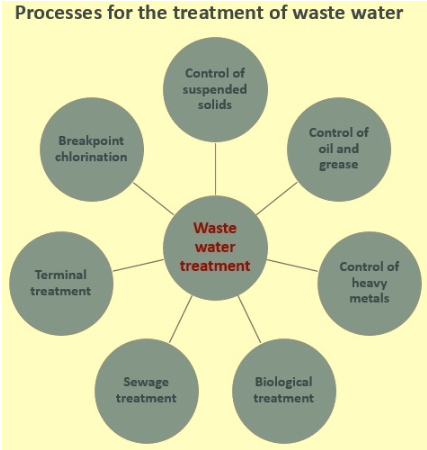 Processes for the treatment of waste water
Control of
suspended
solids
Control of
oil and
grease
Control of
heavy
metals
Biological
treatment
Sewage
treatment
Terminal
treatment
Breakpoint
chlorination
Waste
water
treatment